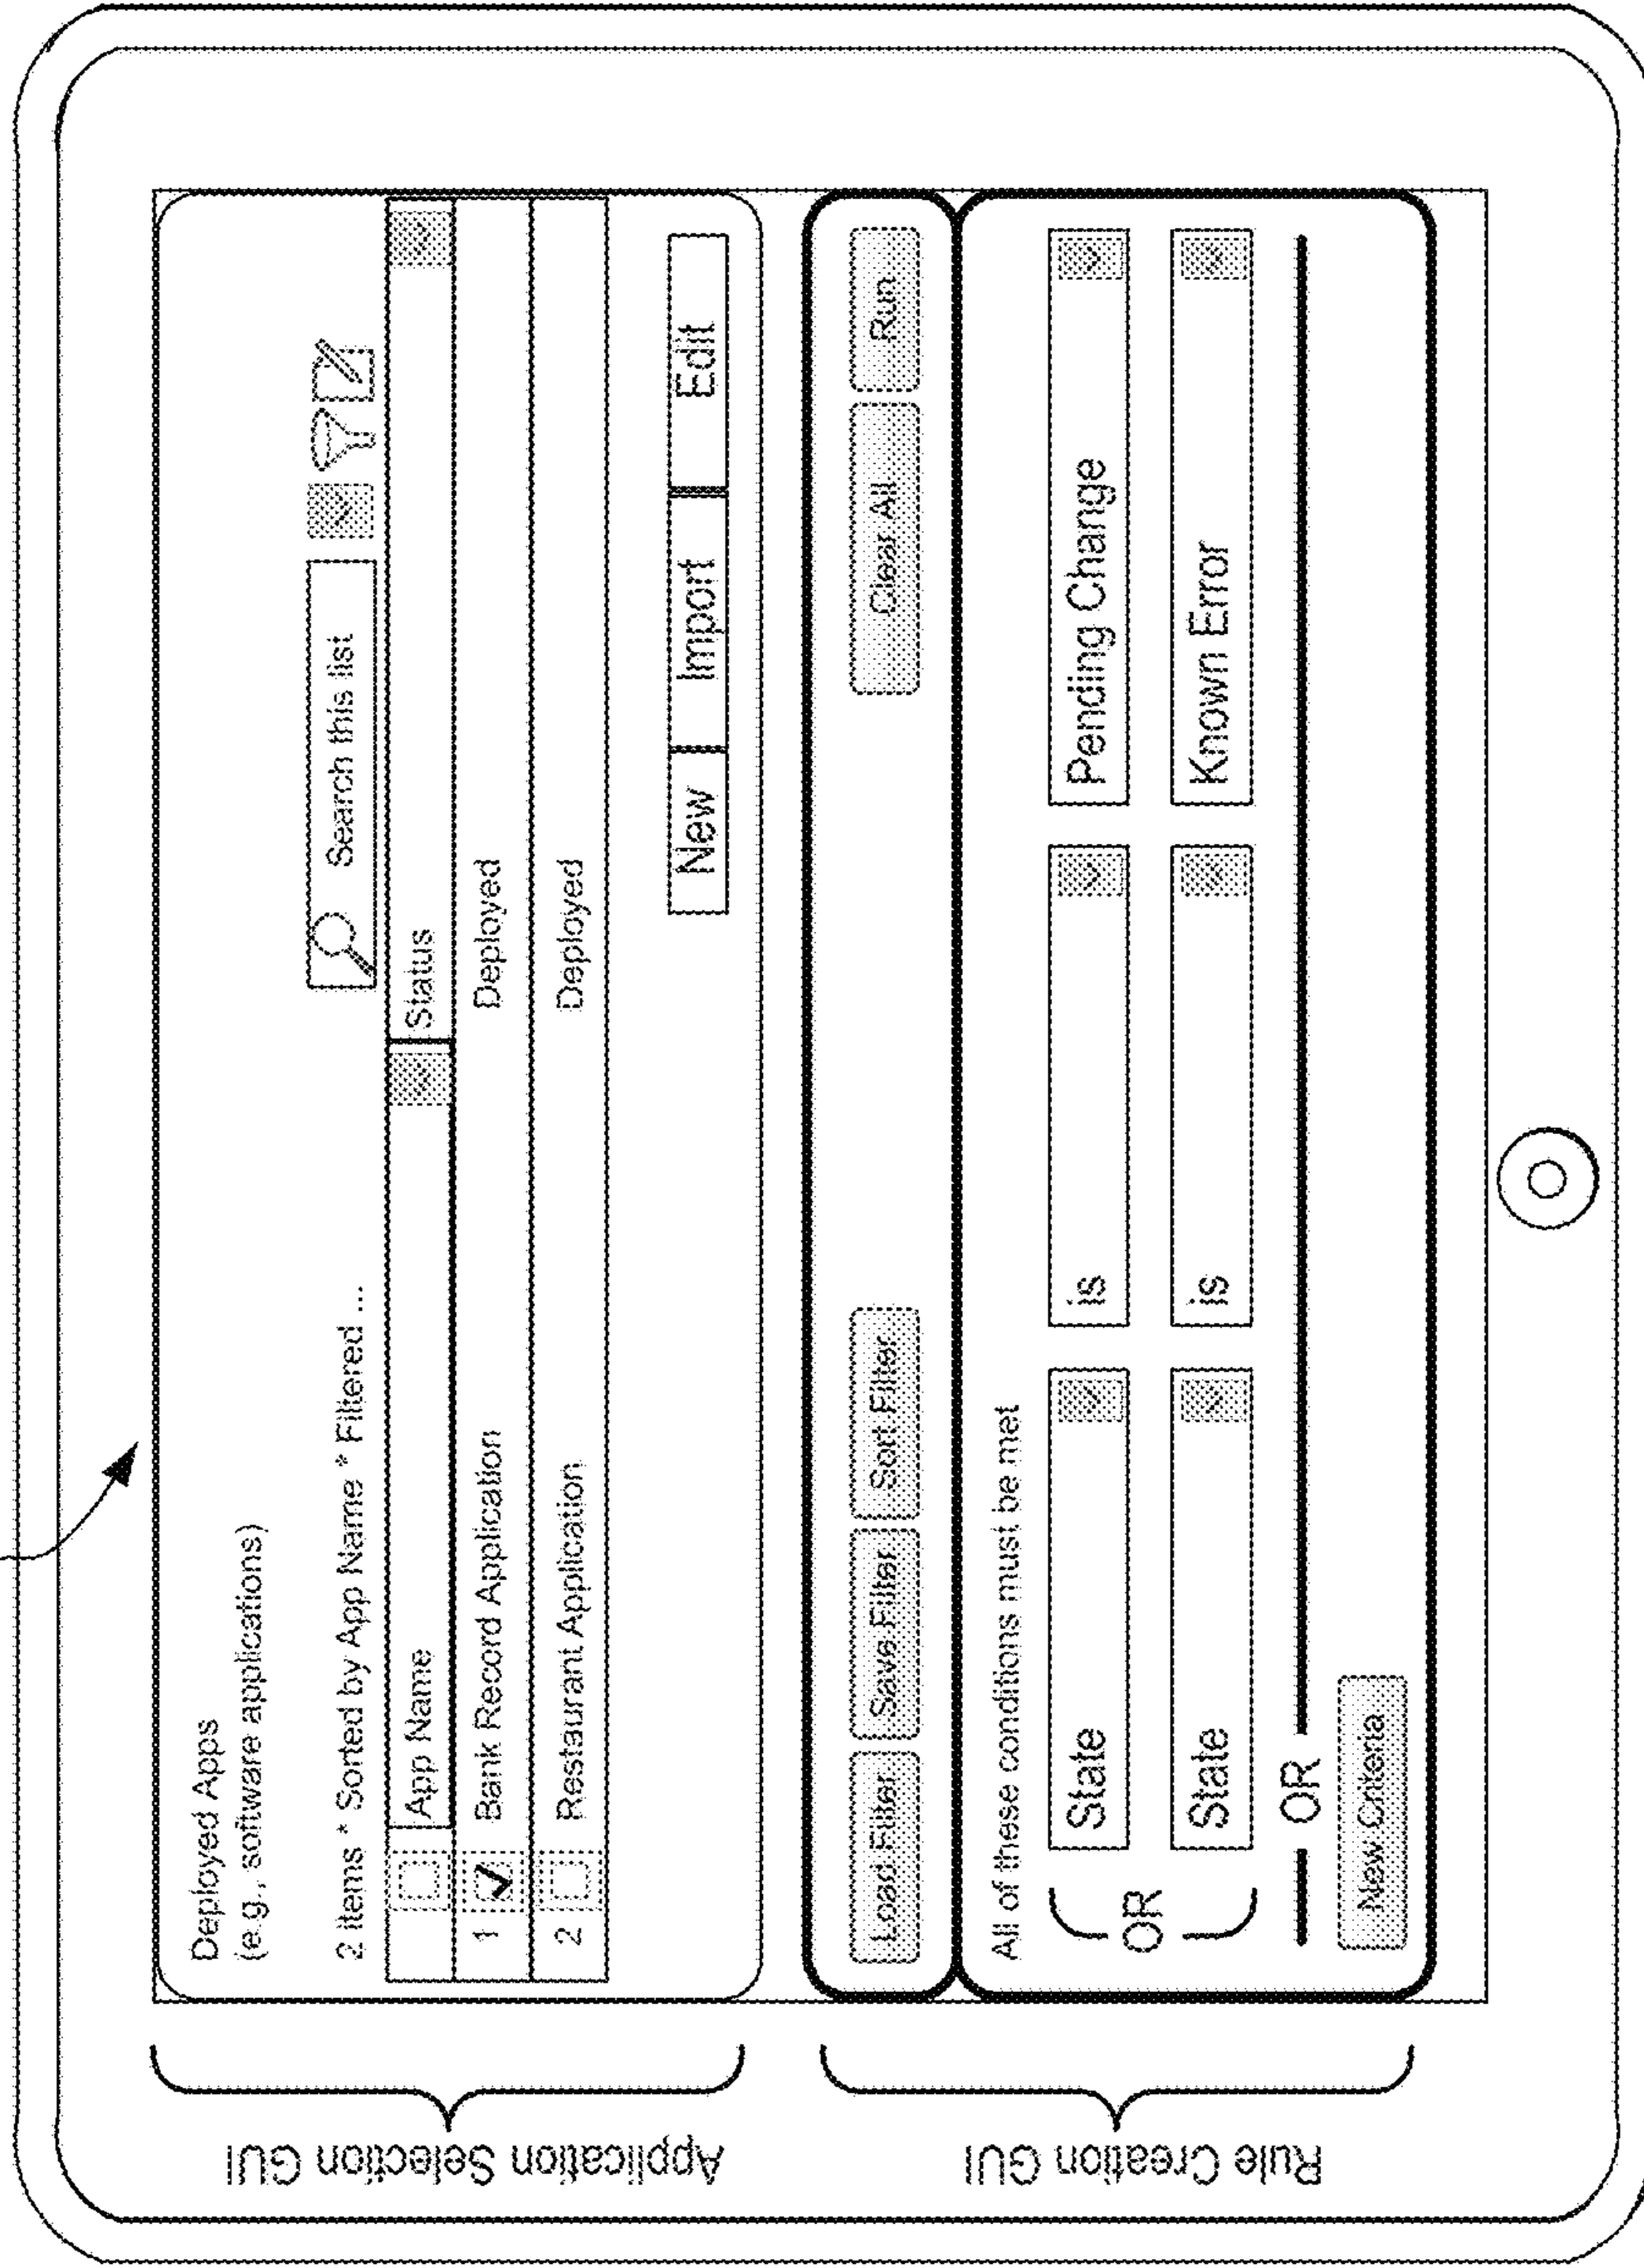 Application Selection GUI
Deployed Apps
(e.g., software applications)
2 items * Sorted by App Name * Filtered ...
Search this list
App Name Status
1 Bank Record Application Deployed
2 Restaurant Application Deployed
New Import Edit
Rule Creation GUI
Load Filter Save Filter Sort Filter Clear All Run
All of these conditions must be met
State is Pending Change
OR
State is Known Error
OR
New Criteria